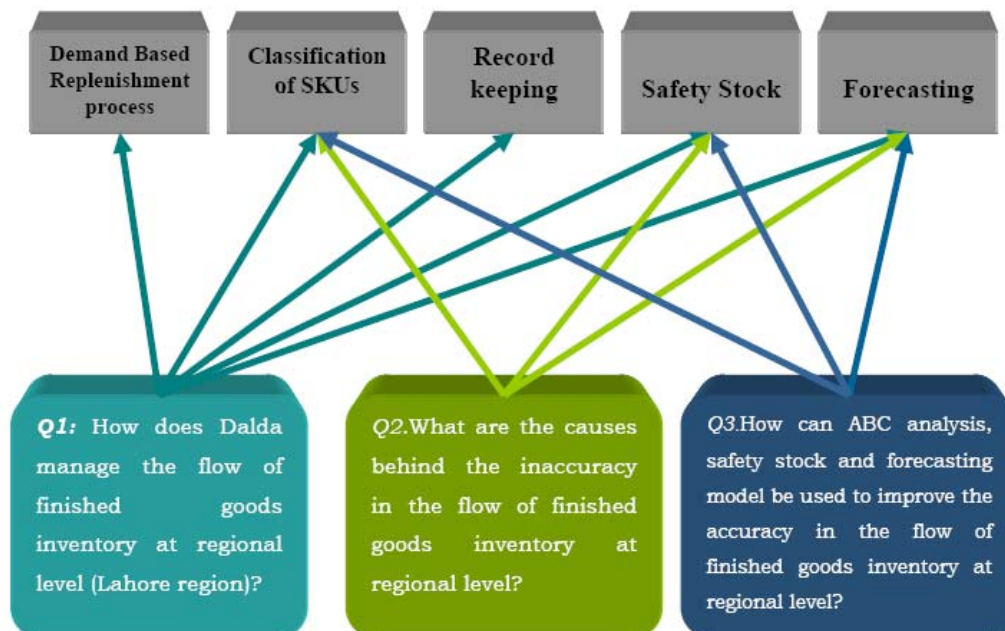 Demand Based
Replenishment
process
Classification
of SKUs
Record
keeping
Safety Stock
Forecasting
Q1: How does Dalda
manage the flow of
finished goods
inventory at regional
level (Lahore region)?
Q2.What are the causes
behind the inaccuracy
in the flow of finished
goods inventory at
regional level?
Q3.How can ABC analysis,
safety stock and forecasting
model be used to improve the
accuracy in the flow of
finished goods inventory at
regional level?